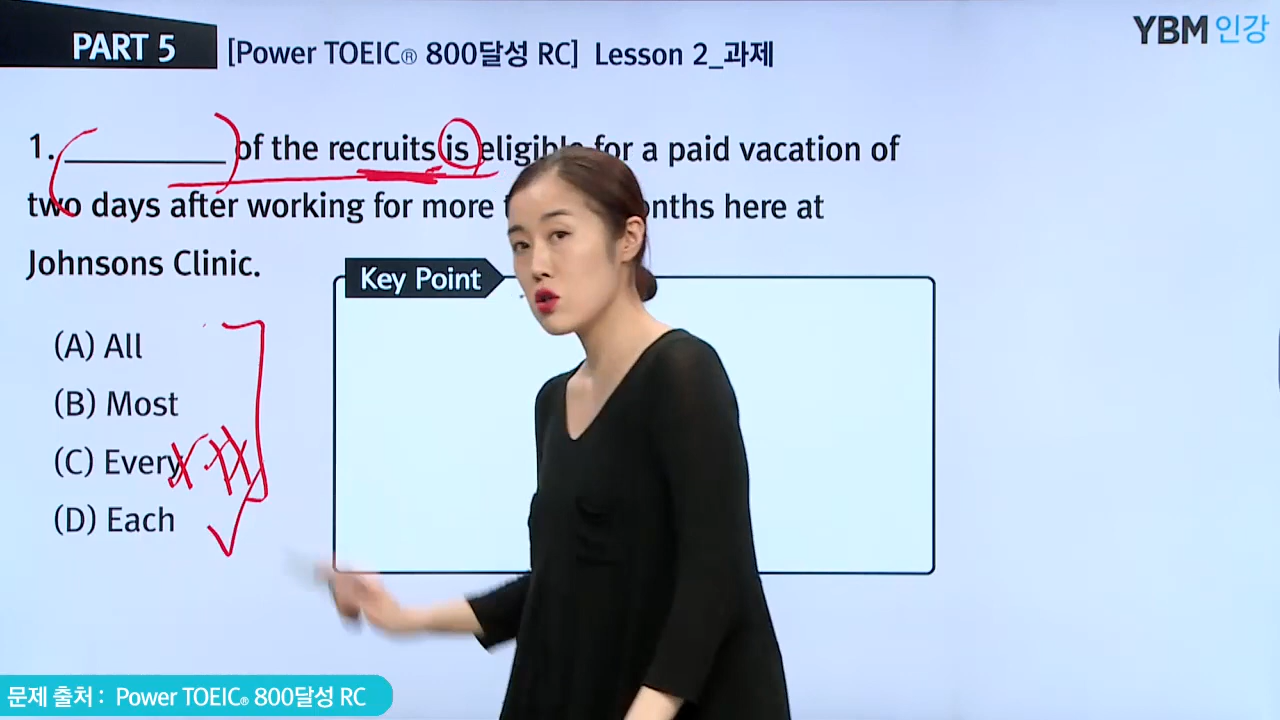 PART 5
[Power TOEIC® 800달성 RC] Lesson 2_과제
YBM 인강
1. of the recruits is eligible for a paid vacation of
two days after working for more here at
Johnsons Clinic.
Key Point
(A) All
(B) Most
(C) Every
(D) Each
문제 출처 : Power TOEIC® 800달성 RC